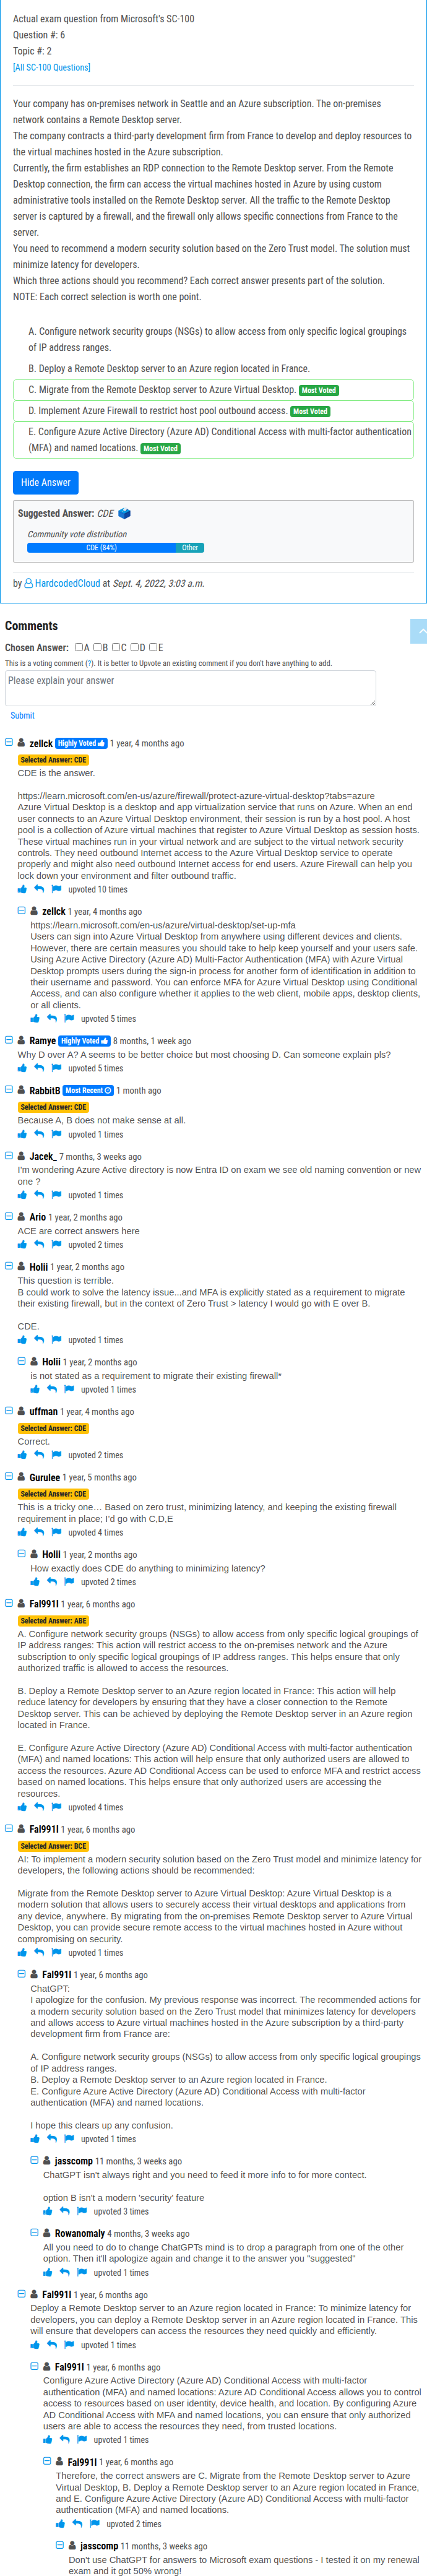 Actual exam question from Microsoft's SC-100
Question #: 6
Topic #: 2
[All SC-100 Questions]
Your company has on-premises network in Seattle and an Azure subscription. The on-premises
network contains a Remote Desktop server.
The company contracts a third-party development firm from France to develop and deploy resources to
the virtual machines hosted in the Azure subscription.
Currently, the firm establishes an RDP connection to the Remote Desktop server. From the Remote
Desktop connection, the firm can access the virtual machines hosted in Azure by using custom
administrative tools installed on the Remote Desktop server. All the traffic to the Remote Desktop
server is captured by a firewall, and the firewall only allows specific connections from France to the
server.
You need to recommend a modern security solution based on the Zero Trust model. The solution must
minimize latency for developers.
Which three actions should you recommend? Each correct answer presents part of the solution.
NOTE: Each correct selection is worth one point.
A. Configure network security groups (NSGs) to allow access from only specific logical groupings
of IP address ranges.
B. Deploy a Remote Desktop server to an Azure region located in France.
C. Migrate from the Remote Desktop server to Azure Virtual Desktop. Most Voted
D. Implement Azure Firewall to restrict host pool outbound access. Most Voted
E. Configure Azure Active Directory (Azure AD) Conditional Access with multi-factor authentication
(MFA) and named locations. Most Voted
Hide Answer
Suggested Answer: CDE
Community vote distribution
CDE (84%) Other
by HardcodedCloud at Sept. 4, 2022, 3:03 a.m.
Comments
Chosen Answer: A B C D E
This is a voting comment (?). It is better to Upvote an existing comment if you don't have anything to add.
Please explain your answer
Submit
zellck Highly Voted 1 year, 4 months ago
Selected Answer: CDE
CDE is the answer.
https://learn.microsoft.com/en-us/azure/firewall/protect-azure-virtual-desktop?tabs=azure
Azure Virtual Desktop is a desktop and app virtualization service that runs on Azure. When an end
user connects to an Azure Virtual Desktop environment, their session is run by a host pool. A host
pool is a collection of Azure virtual machines that register to Azure Virtual Desktop as session hosts.
These virtual machines run in your virtual network and are subject to the virtual network security
controls. They need outbound Internet access to the Azure Virtual Desktop service to operate
properly and might also need outbound Internet access for end users. Azure Firewall can help you
lock down your environment and filter outbound traffic.
upvoted 10 times
zellck 1 year, 4 months ago
https://learn.microsoft.com/en-us/azure/virtual-desktop/set-up-mfa
Users can sign into Azure Virtual Desktop from anywhere using different devices and clients.
However, there are certain measures you should take to help keep yourself and your users safe.
Using Azure Active Directory (Azure AD) Multi-Factor Authentication (MFA) with Azure Virtual
Desktop prompts users during the sign-in process for another form of identification in addition to
their username and password. You can enforce MFA for Azure Virtual Desktop using Conditional
Access, and can also configure whether it applies to the web client, mobile apps, desktop clients,
or all clients.
upvoted 5 times
Ramye Highly Voted 8 months, 1 week ago
Why D over A? A seems to be better choice but most choosing D. Can someone explain pls?
upvoted 5 times
RabbitB Most Recent 1 month ago
Selected Answer: CDE
Because A, B does not make sense at all.
upvoted 1 times
Jacek_ 7 months, 3 weeks ago
I'm wondering Azure Active directory is now Entra ID on exam we see old naming convention or new
one ?
upvoted 1 times
Ario 1 year, 2 months ago
ACE are correct answers here
upvoted 2 times
Holii 1 year, 2 months ago
This question is terrible.
B could work to solve the latency issue...and MFA is explicitly stated as a requirement to migrate
their existing firewall, but in the context of Zero Trust > latency I would go with E over B.
CDE.
upvoted 1 times
Holii 1 year, 2 months ago
is not stated as a requirement to migrate their existing firewall*
upvoted 1 times
uffman 1 year, 4 months ago
Selected Answer: CDE
Correct.
upvoted 2 times
Gurulee 1 year, 5 months ago
Selected Answer: CDE
This is a tricky one… Based on zero trust, minimizing latency, and keeping the existing firewall
requirement in place; I'd go with C,D,E
upvoted 4 times
Holii 1 year, 2 months ago
How exactly does CDE do anything to minimizing latency?
upvoted 2 times
Fal991l 1 year, 6 months ago
Selected Answer: ABE
A. Configure network security groups (NSGs) to allow access from only specific logical groupings of
IP address ranges: This action will restrict access to the on-premises network and the Azure
subscription to only specific logical groupings of IP address ranges. This helps ensure that only
authorized traffic is allowed to access the resources.
B. Deploy a Remote Desktop server to an Azure region located in France: This action will help
reduce latency for developers by ensuring that they have a closer connection to the Remote
Desktop server. This can be achieved by deploying the Remote Desktop server in an Azure region
located in France.
E. Configure Azure Active Directory (Azure AD) Conditional Access with multi-factor authentication
(MFA) and named locations: This action will help ensure that only authorized users are allowed to
access the resources. Azure AD Conditional Access can be used to enforce MFA and restrict access
based on named locations. This helps ensure that only authorized users are accessing the
resources.
upvoted 4 times
Fal991l 1 year, 6 months ago
Selected Answer: BCE
AI: To implement a modern security solution based on the Zero Trust model and minimize latency for
developers, the following actions should be recommended:
Migrate from the Remote Desktop server to Azure Virtual Desktop: Azure Virtual Desktop is a
modern solution that allows users to securely access their virtual desktops and applications from
any device, anywhere. By migrating from the on-premises Remote Desktop server to Azure Virtual
Desktop, you can provide secure remote access to the virtual machines hosted in Azure without
compromising on security.
upvoted 1 times
Fal991l 1 year, 6 months ago
ChatGPT:
I apologize for the confusion. My previous response was incorrect. The recommended actions for
a modern security solution based on the Zero Trust model that minimizes latency for developers
and allows access to Azure virtual machines hosted in the Azure subscription by a third-party
development firm from France are:
A. Configure network security groups (NSGs) to allow access from only specific logical groupings
of IP address ranges.
B. Deploy a Remote Desktop server to an Azure region located in France.
E. Configure Azure Active Directory (Azure AD) Conditional Access with multi-factor
authentication (MFA) and named locations.
I hope this clears up any confusion.
upvoted 1 times
jasscomp 11 months, 3 weeks ago
ChatGPT isn't always right and you need to feed it more info to for more contect.
option B isn't a modern 'security' feature
upvoted 3 times
Rowanomaly 4 months, 3 weeks ago
All you need to do to change ChatGPTs mind is to drop a paragraph from one of the other
option. Then it'll apologize again and change it to the answer you "suggested"
upvoted 1 times
Fal991l 1 year, 6 months ago
Deploy a Remote Desktop server to an Azure region located in France: To minimize latency for
developers, you can deploy a Remote Desktop server in an Azure region located in France. This
will ensure that developers can access the resources they need quickly and efficiently.
upvoted 1 times
Fal991l 1 year, 6 months ago
Configure Azure Active Directory (Azure AD) Conditional Access with multi-factor
authentication (MFA) and named locations: Azure AD Conditional Access allows you to control
access to resources based on user identity, device health, and location. By configuring Azure
AD Conditional Access with MFA and named locations, you can ensure that only authorized
users are able to access the resources they need, from trusted locations.
upvoted 1 times
Fal991l 1 year, 6 months ago
Therefore, the correct answers are C. Migrate from the Remote Desktop server to Azure
Virtual Desktop, B. Deploy a Remote Desktop server to an Azure region located in France,
and E. Configure Azure Active Directory (Azure AD) Conditional Access with multi-factor
authentication (MFA) and named locations.
upvoted 2 times
jasscomp 11 months, 3 weeks ago
Don't use ChatGPT for answers to Microsoft exam questions - I tested it on my renewal
exam and it got 50% wrong!